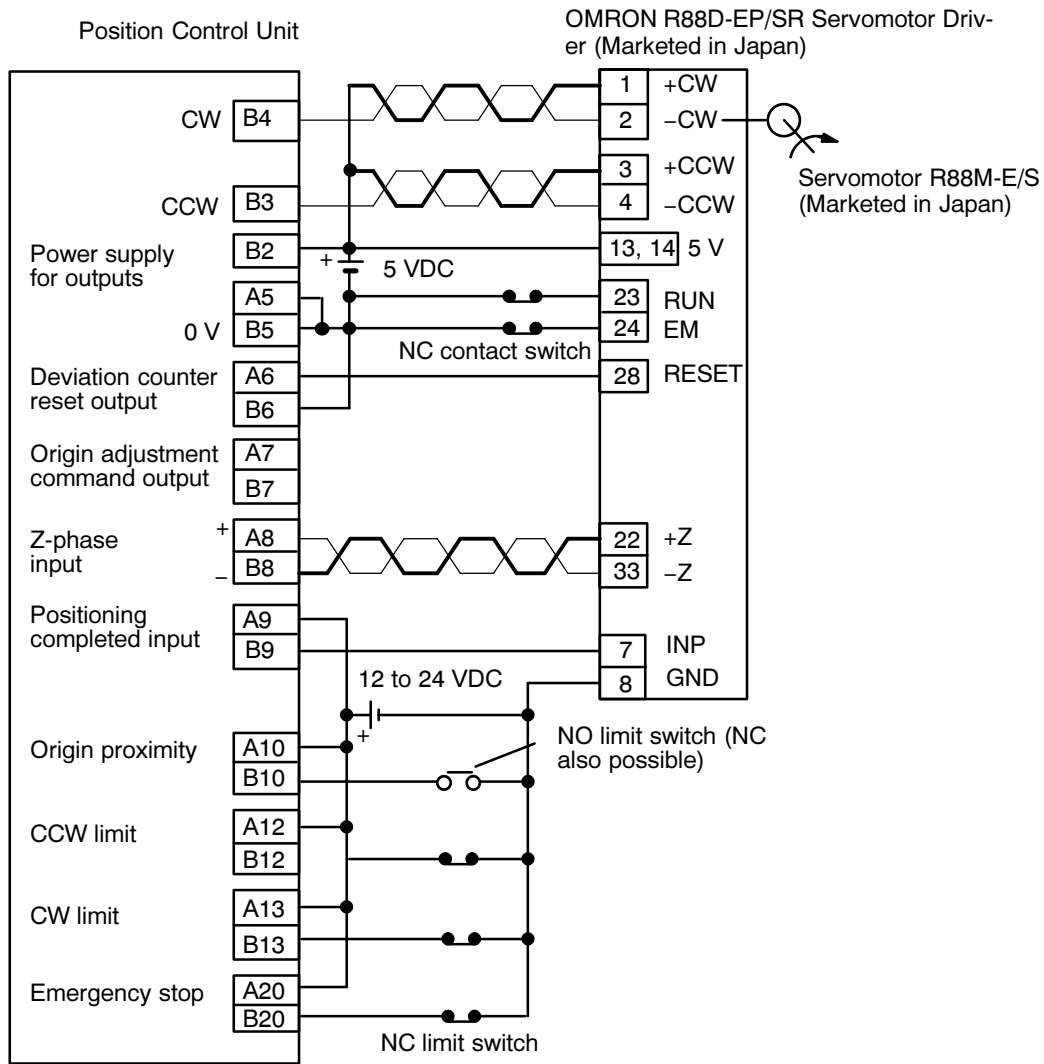 Position Control Unit
OMRON R88D-EP/SR Servomotor Driv-
er (Marketed in Japan)
CW B4
1 +CW
2 −CW
3 +CCW
4 −CCW
Servomotor R88M-E/S
(Marketed in Japan)
CCW B3
Power supply
for outputs
B2
13, 14 5 V
+
5 VDC
A5
0 V B5
23 RUN
24 EM
NC contact switch
Deviation counter
reset output
A6
B6
28 RESET
Origin adjustment
command output
A7
B7
Z-phase
input
+ A8
− B8
22 +Z
33 −Z
Positioning
completed input
A9
B9
7 INP
8 GND
12 to 24 VDC
+
Origin proximity
A10
B10
NO limit switch (NC
also possible)
CCW limit
A12
B12
CW limit
A13
B13
Emergency stop
A20
B20
NC limit switch